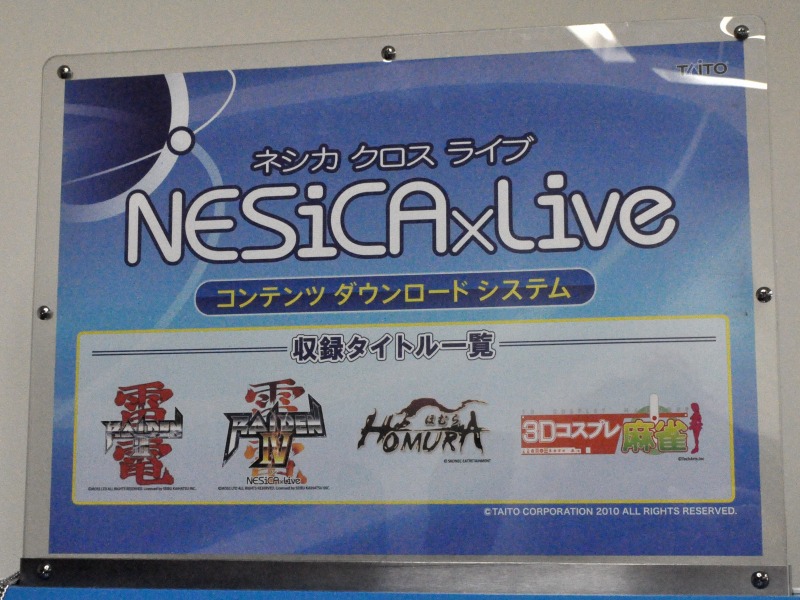 TAITO
ネシカ クロス ライブ
NESiCAxLive
コンテンツ ダウンロード システム
収録タイトル一覧
雷電
RAIDEN III
雷電
RAIDEN
IV
NESiCAxLive
ほむら
HOMURA
3Dコスプレ麻雀
©TAITO CORPORATION 2010 ALL RIGHTS RESERVED.